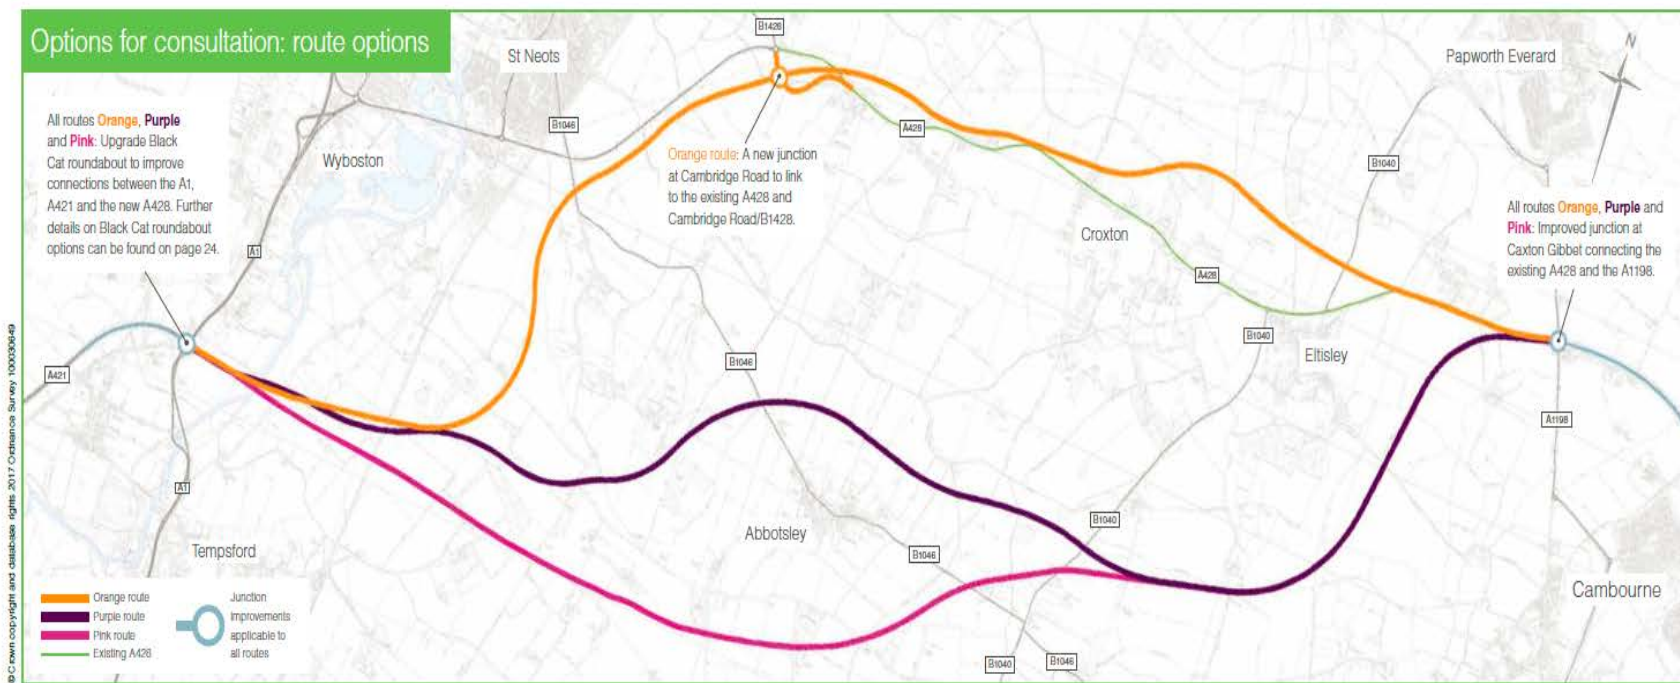 Options for consultation: route options
All routes Orange, Purple
and Pink: Upgrade Black
Cat roundabout to improve
connections between the A1,
A421 and the new A428. Further
details on Black Cat roundabout
options can be found on page 24.
St Neots
B1428
Papworth Everard
N
Wyboston
B1046
A428
Orange route: A new junction
at Cambridge Road to link
to the existing A428 and
Cambridge Road/B1428.
B1040
All routes Orange, Purple and
Pink: Improved junction at
Caxton Gibbet connecting the
existing A428 and the A1198.
A1
Croxton
A428
B1040
Eltisley
A421
B1046
A1198
A1
Tempsford
Abbotsley
B1040
B1046
Cambourne
B1040
B1046
Orange route
Purple route
Pink route
Existing A428
Junction
improvements
applicable to
all routes
© Crown copyright and database rights 2017 Ordnance Survey 100030649